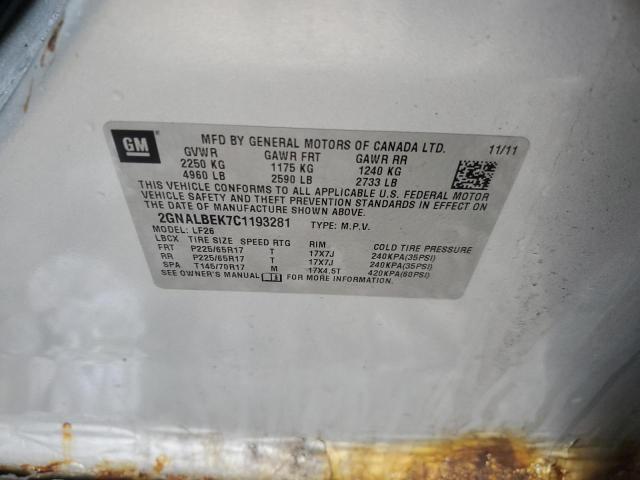 GM
MFD BY GENERAL MOTORS OF CANADA LTD. 11/11
GVWR GAWR FRT GAWR RR
2250 KG 1175 KG 1240 KG
4960 LB 2590 LB 2733 LB
THIS VEHICLE CONFORMS TO ALL APPLICABLE U.S. FEDERAL MOTOR
VEHICLE SAFETY AND THEFT PREVENTION STANDARDS IN EFFECT ON
THE DATE OF MANUFACTURE SHOWN ABOVE.
2GNALBEK7C1193281 TYPE: M.P.V.
MODEL: LF26
LBCX TIRE SIZE SPEED RTG RIM COLD TIRE PRESSURE
FRT P225/65R17 T 17X7J 240KPA(35PSI)
RR P225/65R17 T 17X7J 240KPA(35PSI)
SPA T145/70R17 M 17X4.5T 420KPA(60PSI)
SEE OWNER'S MANUAL FOR MORE INFORMATION.